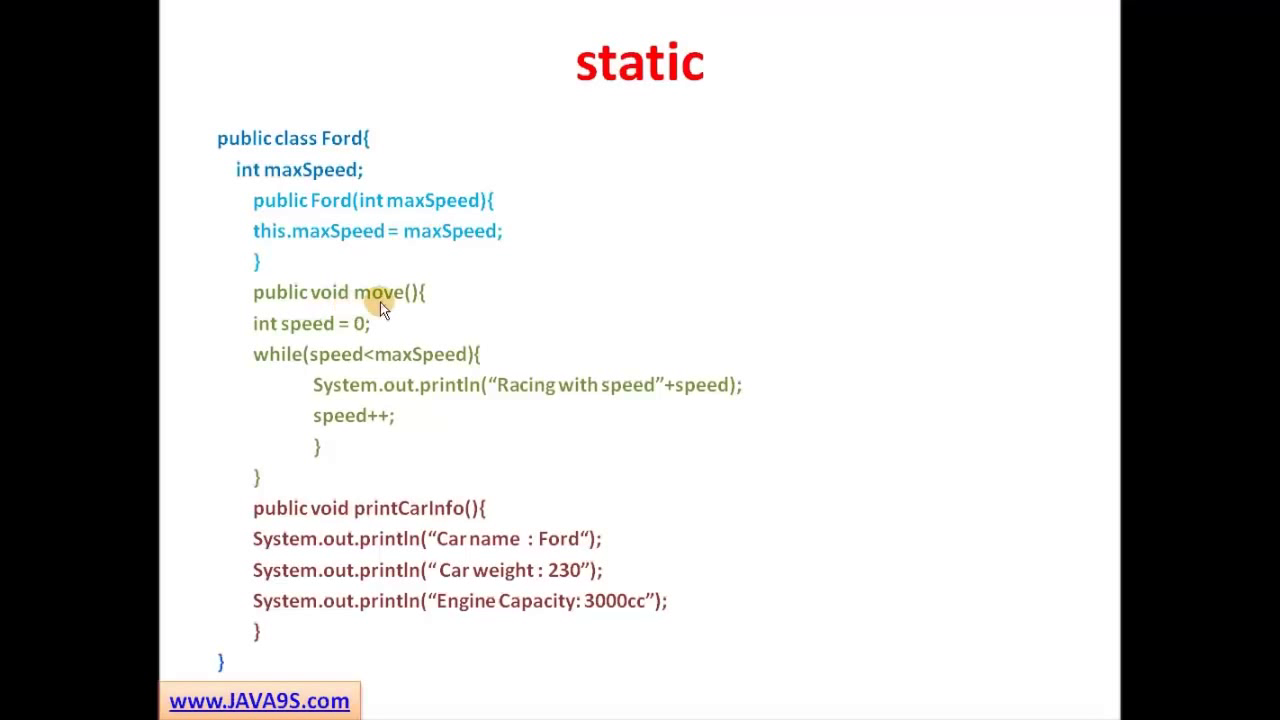 static
public class Ford{
int maxSpeed;
public Ford(int maxSpeed){
this.maxSpeed = maxSpeed;
}
public void move(){
int speed = 0;
while(speed<maxSpeed){
System.out.println(“Racing with speed”+speed);
speed++;
}
}
public void printCarInfo(){
System.out.println(“Car name : Ford“);
System.out.println(“ Car weight : 230”);
System.out.println(“Engine Capacity: 3000cc”);
}
}
www.JAVA9S.com